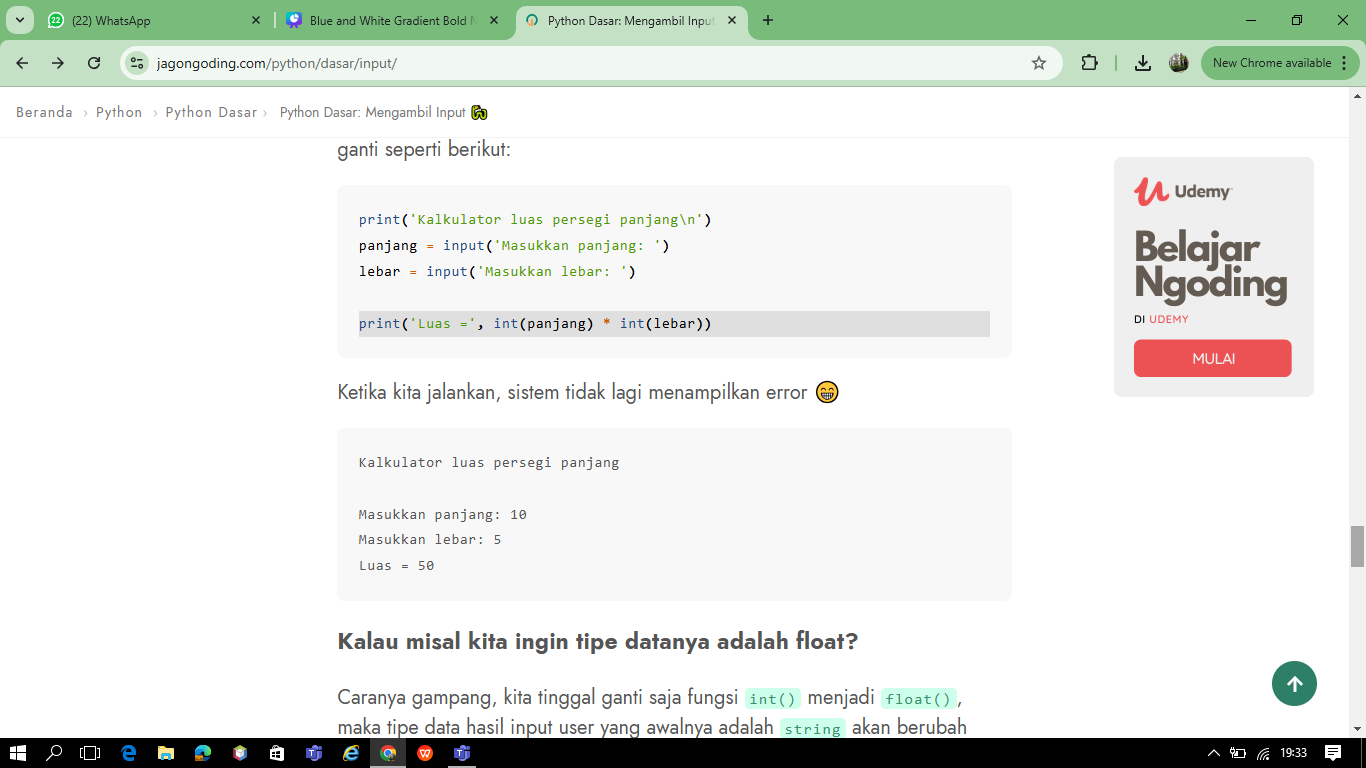 (22) WhatsApp
Blue and White Gradient Bold
Python Dasar: Mengambil Input
jagongoding.com/python/dasar/input/
New Chrome available
Beranda › Python › Python Dasar › Python Dasar: Mengambil Input
ganti seperti berikut:
print('Kalkulator luas persegi panjang\n')
panjang = input('Masukkan panjang: ')
lebar = input('Masukkan lebar: ')
print('Luas =', int(panjang) * int(lebar))
Ketika kita jalankan, sistem tidak lagi menampilkan error 😁
Kalkulator luas persegi panjang
Masukkan panjang: 10
Masukkan lebar: 5
Luas = 50
Kalau misal kita ingin tipe datanya adalah float?
Caranya gampang, kita tinggal ganti saja fungsi int() menjadi float(),
maka tipe data hasil input user yang awalnya adalah string akan berubah
Udemy
Belajar
Ngoding
DI UDEMY
MULAI
19:33